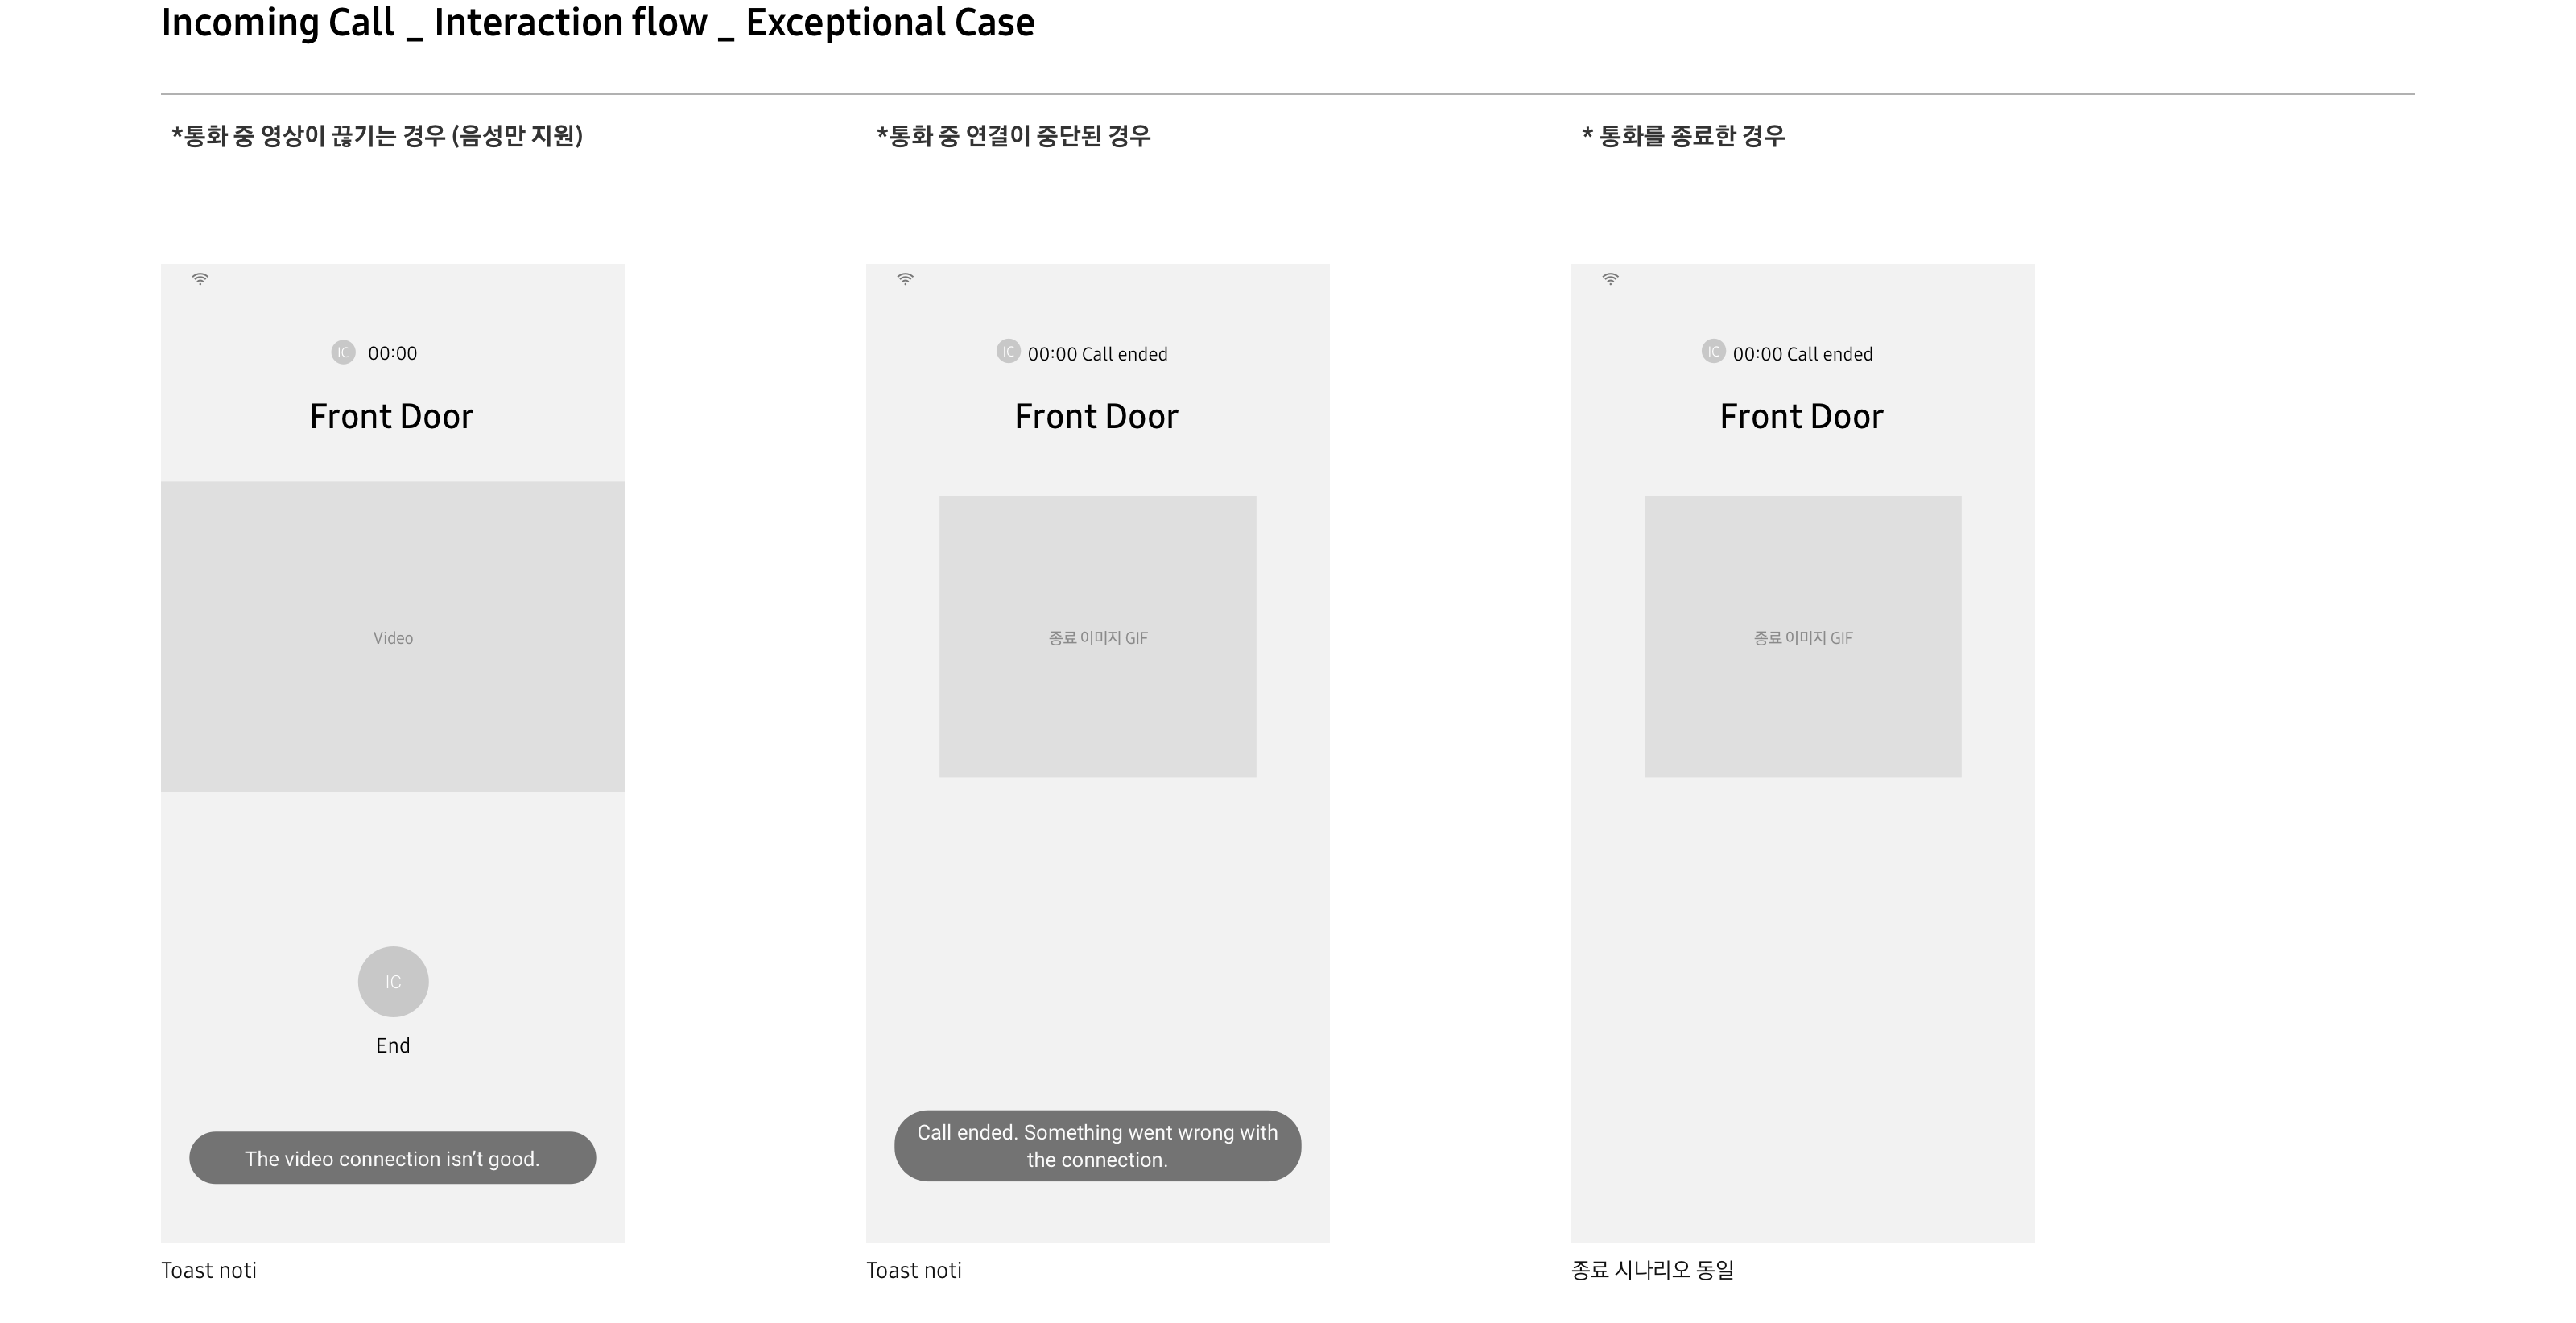 Incoming Call _ Interaction flow _ Exceptional Case
*통화 중 영상이 끊기는 경우 (음성만 지원)
IC 00:00
Front Door
Video
IC
End
The video connection isn’t good.
Toast noti
*통화 중 연결이 중단된 경우
IC 00:00 Call ended
Front Door
종료 이미지 GIF
Call ended. Something went wrong with
the connection.
Toast noti
* 통화를 종료한 경우
IC 00:00 Call ended
Front Door
종료 이미지 GIF
종료 시나리오 동일